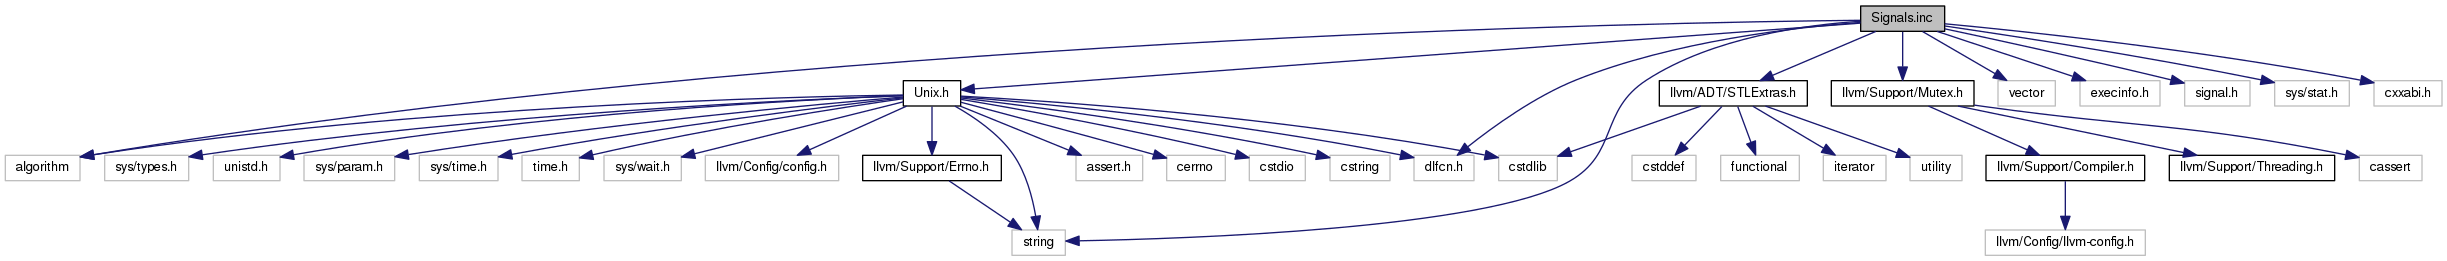 Signals.inc
Unix.h
llvm/ADT/STLExtras.h
llvm/Support/Mutex.h
vector
execinfo.h
signal.h
sys/stat.h
cxxabi.h
algorithm
sys/types.h
unistd.h
sys/param.h
sys/time.h
time.h
sys/wait.h
llvm/Config/config.h
llvm/Support/Errno.h
assert.h
cerrno
cstdio
cstring
dlfcn.h
cstdlib
cstddef
functional
iterator
utility
llvm/Support/Compiler.h
llvm/Support/Threading.h
cassert
string
llvm/Config/llvm-config.h